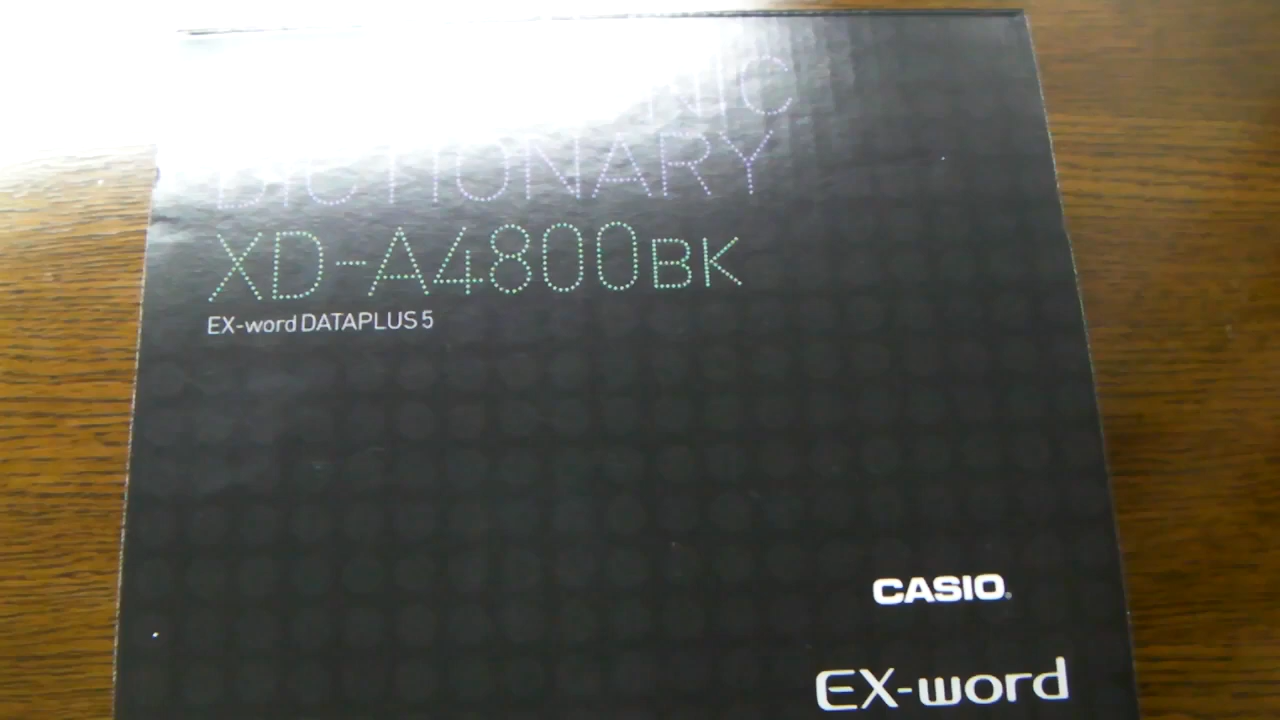 DICTIONARY
XD-A4800BK
EX-word DATAPLUS 5
CASIO
EX-word